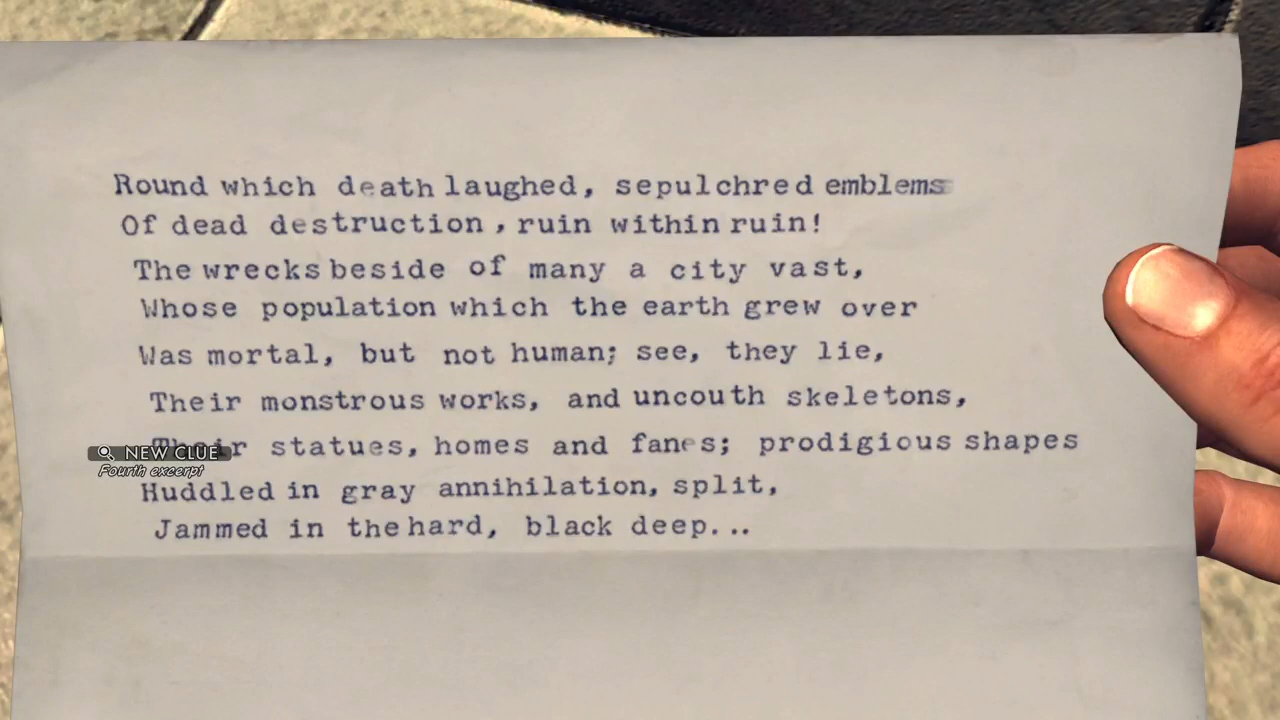 Round which death laughed, sepulchred emblems
Of dead destruction, ruin within ruin!
The wrecks beside of many a city vast,
Whose population which the earth grew over
Was mortal, but not human; see, they lie,
Their monstrous works, and uncouth skeletons,
Their statues, homes and fanes; prodigious shapes
NEW CLUE
Fourth excerpt
Huddled in gray annihilation, split,
Jammed in the hard, black deep...